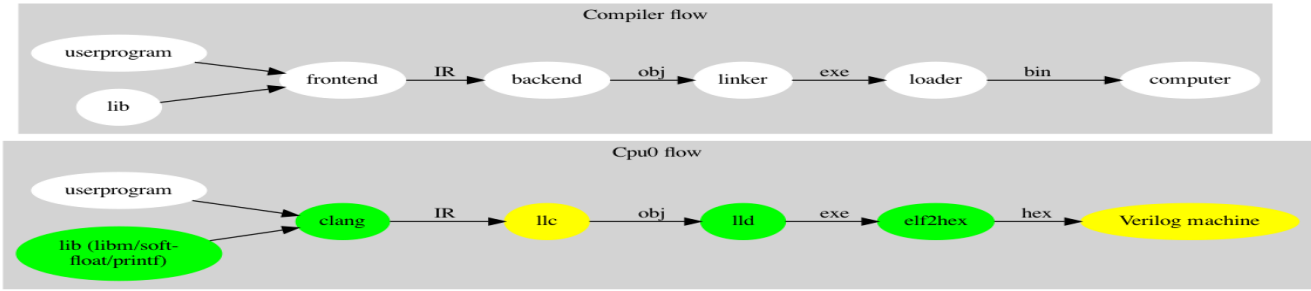 Compiler flow
userprogram
lib
frontend
IR
backend
obj
linker
exe
loader
bin
computer
Cpu0 flow
userprogram
lib (libm/soft-
float/printf)
clang
IR
llc
obj
lld
exe
elf2hex
hex
Verilog machine